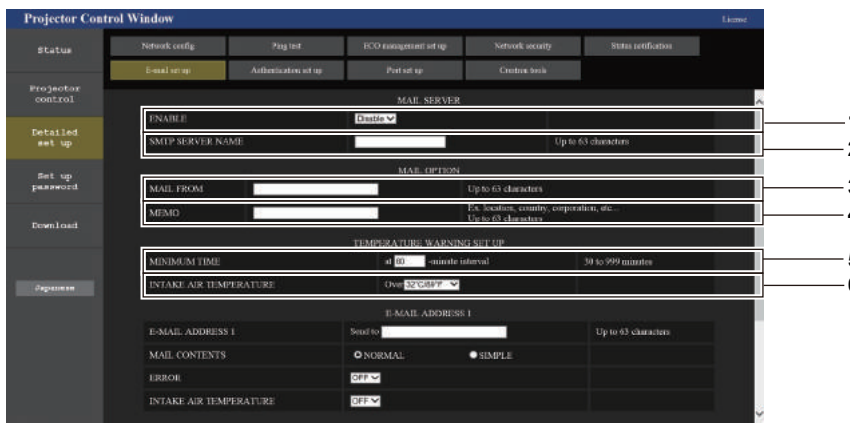 Projector Control Window License
Status
Network config Ping test ECO management set up Network security Status notification
E-mail set up Authentication set up Port set up Crestron tools
Projector
control
Detailed
set up
Set up
password
Download
Japanese
MAIL SERVER
ENABLE Disable 1
SMTP SERVER NAME Up to 63 characters 2
MAIL OPTION
MAIL FROM Up to 63 characters 3
MEMO Ex. location, country, corporation, etc...
Up to 63 characters 4
TEMPERATURE WARNING SET UP
MINIMUM TIME at 60 -minute interval 30 to 999 minutes 5
INTAKE AIR TEMPERATURE Over 32°C/89°F 6
E-MAIL ADDRESS 1
E-MAIL ADDRESS 1 Send to Up to 63 characters
MAIL CONTENTS NORMAL SIMPLE
ERROR OFF
INTAKE AIR TEMPERATURE OFF